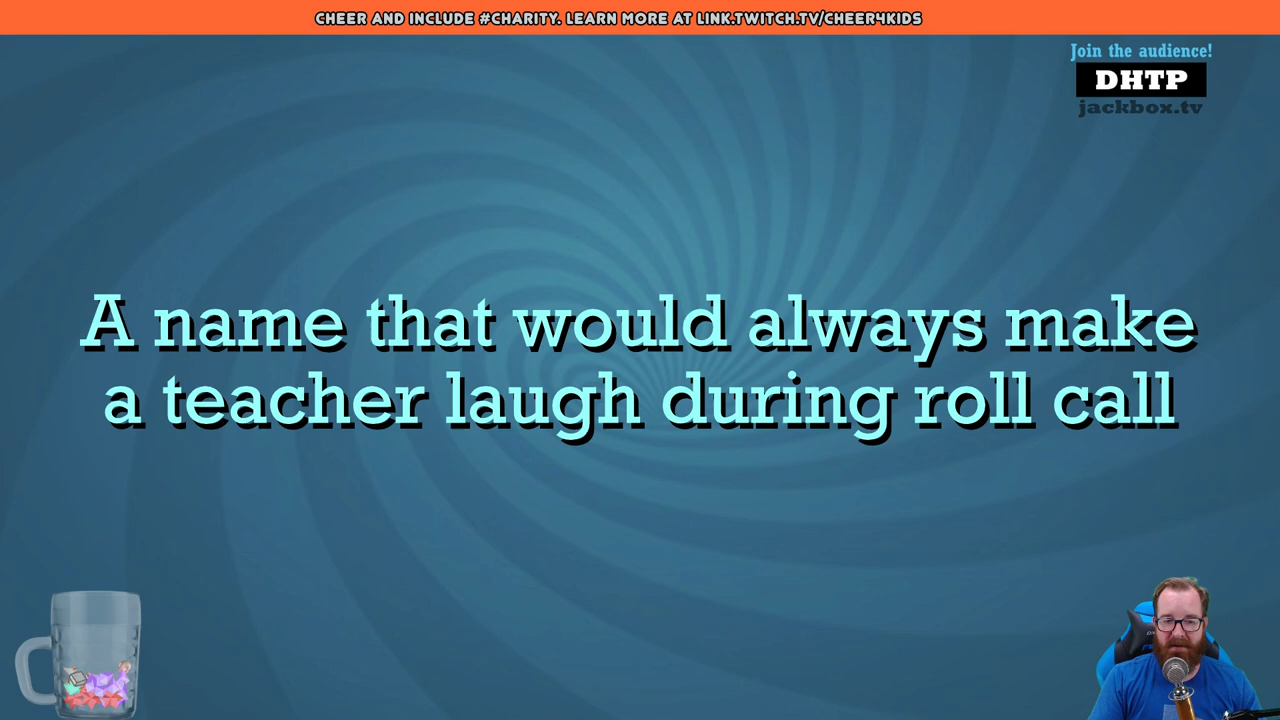 CHEER AND INCLUDE #CHARITY. LEARN MORE AT LINK.TWITCH.TV/CHEER4KIDS
Join the audience!
DHTP
jackbox.tv
A name that would always make
a teacher laugh during roll call